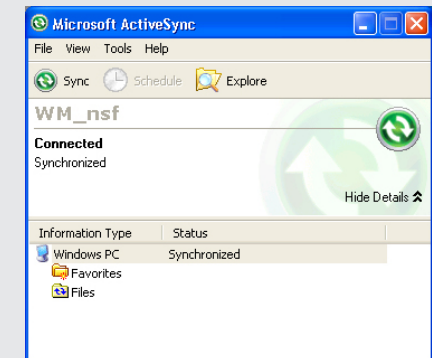 Microsoft ActiveSync
File View Tools Help
Sync Schedule Explore
WM_nsf
Connected
Synchronized
Hide Details
Information Type Status
Windows PC Synchronized
Favorites
Files